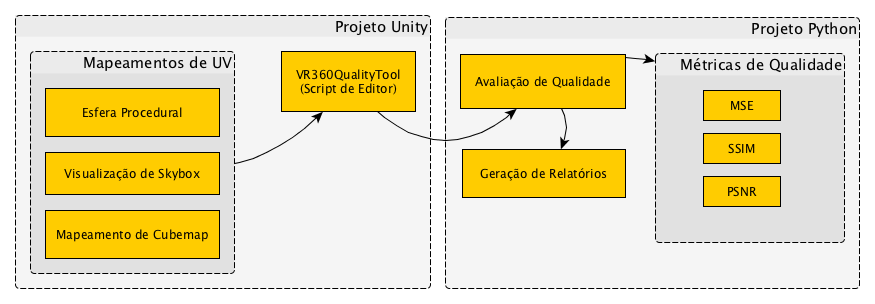 Projeto Unity
Mapeamentos de UV
Esfera Procedural
Visualização de Skybox
Mapeamento de Cubemap
VR360QualityTool
(Script de Editor)
Projeto Python
Avaliação de Qualidade
Geração de Relatórios
Métricas de Qualidade
MSE
SSIM
PSNR